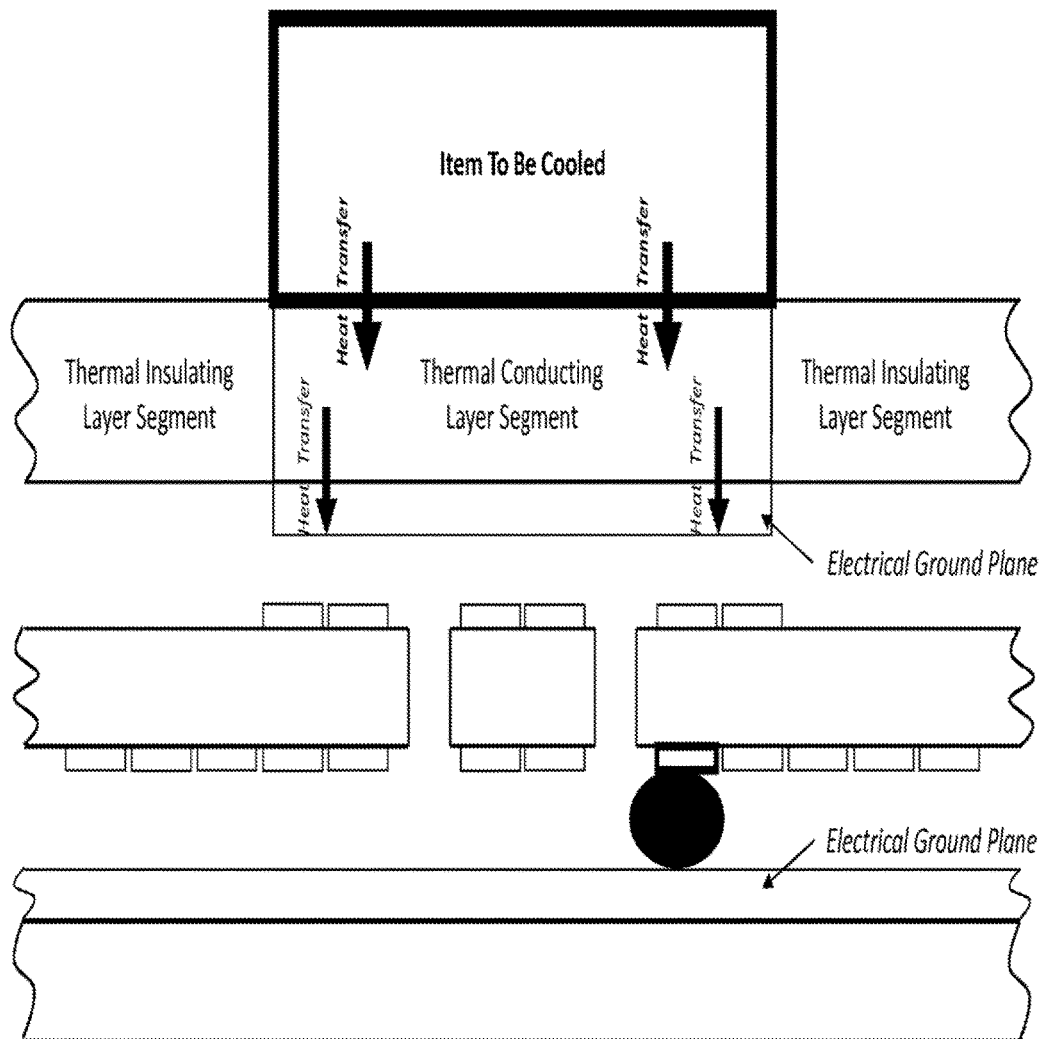 Item To Be Cooled
Heat Transfer
Heat Transfer
Thermal Insulating
Layer Segment
Thermal Conducting
Layer Segment
Thermal Insulating
Layer Segment
Heat Transfer
Heat Transfer
Electrical Ground Plane
Electrical Ground Plane